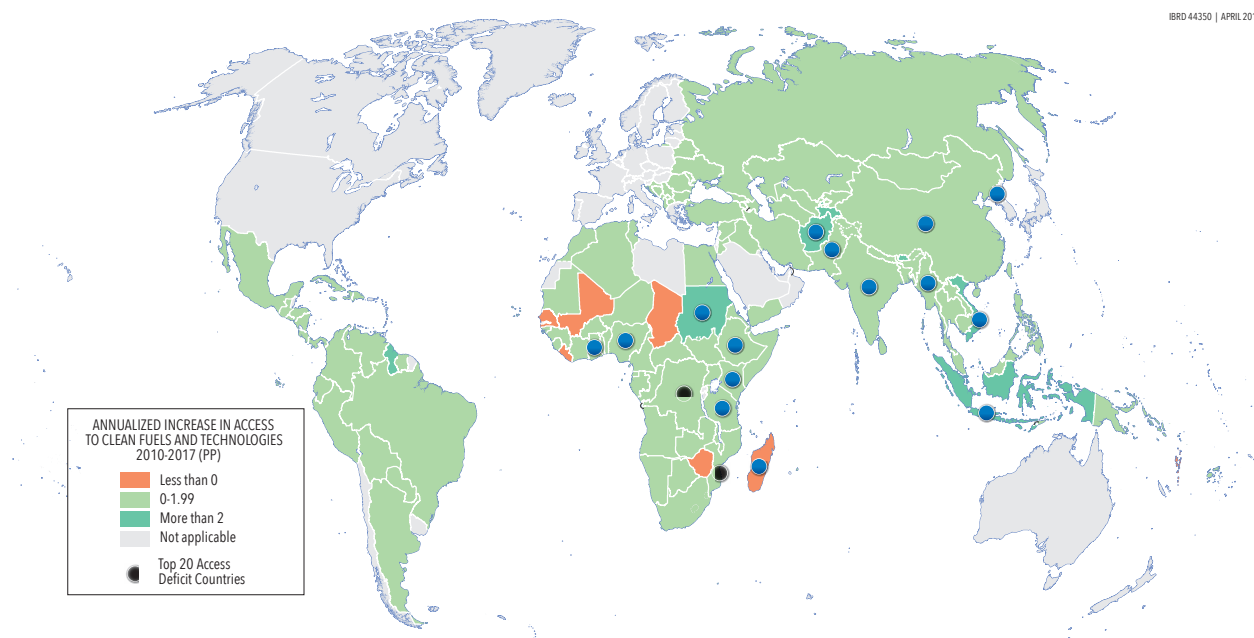 IBRD 44350 | APRIL 201
ANNUALIZED INCREASE IN ACCESS
TO CLEAN FUELS AND TECHNOLOGIES
2010-2017 (PP)
Less than 0
0-1.99
More than 2
Not applicable
Top 20 Access
Deficit Countries